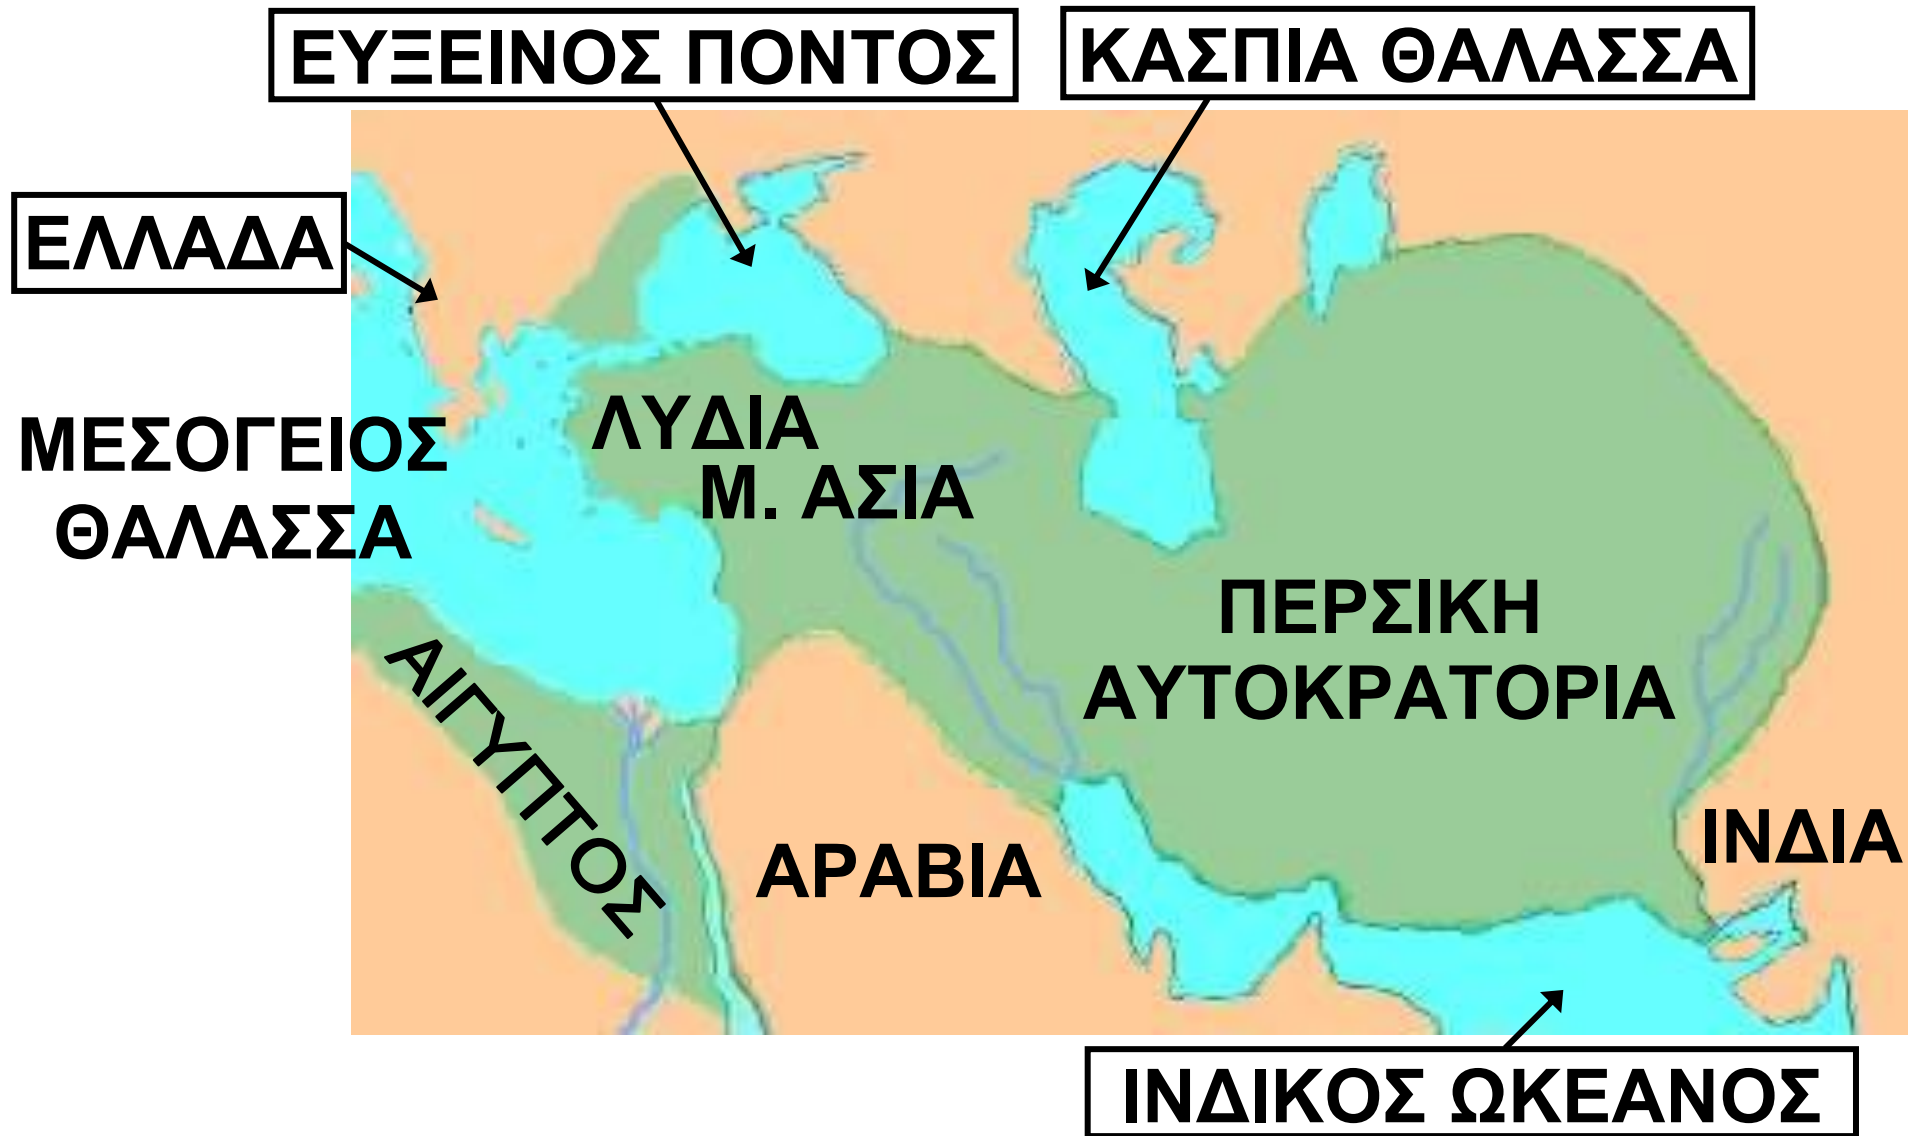 ΕΥΞΕΙΝΟΣ ΠΟΝΤΟΣ
ΚΑΣΠΙΑ ΘΑΛΑΣΣΑ
ΕΛΛΑΔΑ
ΜΕΣΟΓΕΙΟΣ
ΘΑΛΑΣΣΑ
ΛΥΔΙΑ
Μ. ΑΣΙΑ
ΠΕΡΣΙΚΗ
ΑΥΤΟΚΡΑΤΟΡΙΑ
ΑΙΓΥΠΤΟΣ
ΑΡΑΒΙΑ
ΙΝΔΙΑ
ΙΝΔΙΚΟΣ ΩΚΕΑΝΟΣ